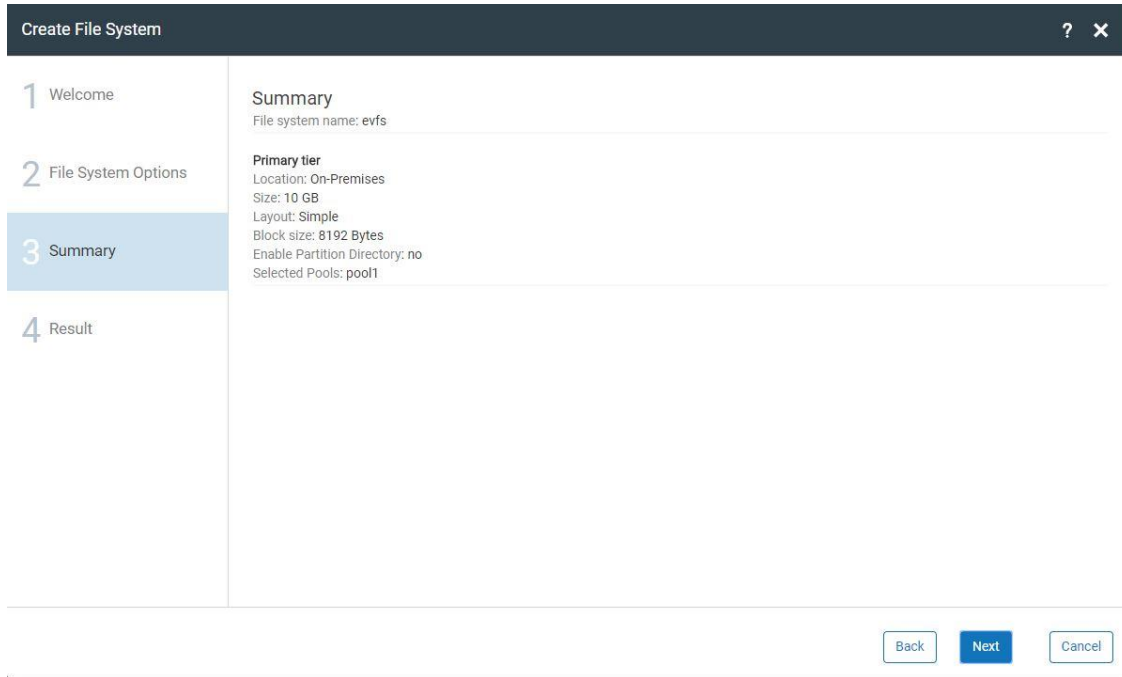 Create File System
? ×
1 Welcome
2 File System Options
3 Summary
4 Result
Summary
File system name: evfs
Primary tier
Location: On-Premises
Size: 10 GB
Layout: Simple
Block size: 8192 Bytes
Enable Partition Directory: no
Selected Pools: pool1
Back Next Cancel